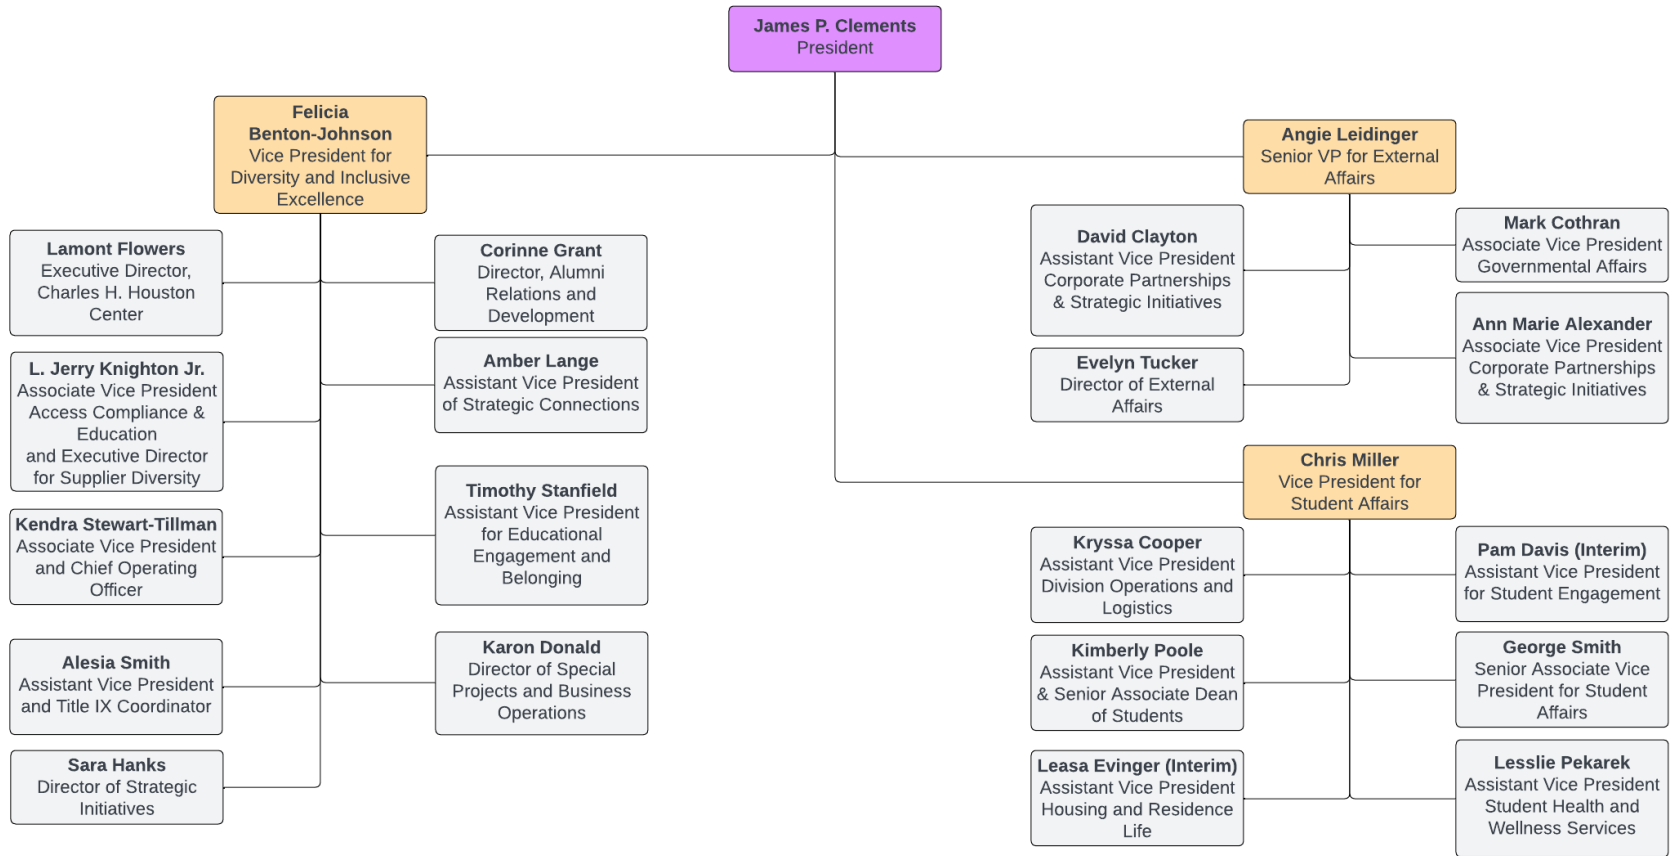 James P. Clements
President
Felicia
Benton-Johnson
Vice President for
Diversity and Inclusive
Excellence
Lamont Flowers
Executive Director,
Charles H. Houston
Center
Corinne Grant
Director, Alumni
Relations and
Development
L. Jerry Knighton Jr.
Associate Vice President
Access Compliance &
Education
and Executive Director
for Supplier Diversity
Amber Lange
Assistant Vice President
of Strategic Connections
Kendra Stewart-Tillman
Associate Vice President
and Chief Operating
Officer
Timothy Stanfield
Assistant Vice President
for Educational
Engagement and
Belonging
Alesia Smith
Assistant Vice President
and Title IX Coordinator
Karon Donald
Director of Special
Projects and Business
Operations
Sara Hanks
Director of Strategic
Initiatives
Angie Leidinger
Senior VP for External
Affairs
David Clayton
Assistant Vice President
Corporate Partnerships
& Strategic Initiatives
Mark Cothran
Associate Vice President
Governmental Affairs
Evelyn Tucker
Director of External
Affairs
Ann Marie Alexander
Associate Vice President
Corporate Partnerships
& Strategic Initiatives
Chris Miller
Vice President for
Student Affairs
Kryssa Cooper
Assistant Vice President
Division Operations and
Logistics
Pam Davis (Interim)
Assistant Vice President
for Student Engagement
Kimberly Poole
Assistant Vice President
& Senior Associate Dean
of Students
George Smith
Senior Associate Vice
President for Student
Affairs
Leasa Evinger (Interim)
Assistant Vice President
Housing and Residence
Life
Lesslie Pekarek
Assistant Vice President
Student Health and
Wellness Services